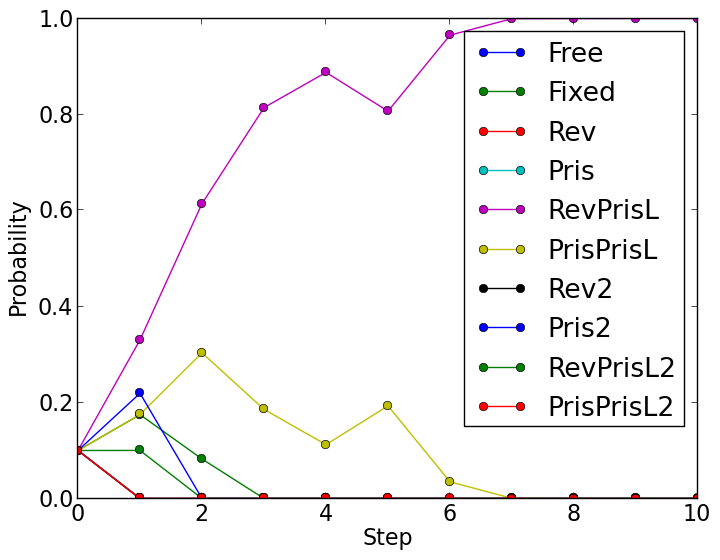 1.0
0.8
0.6
0.4
0.2
0.0
Probability
Free
Fixed
Rev
Pris
RevPrisL
PrisPrisL
Rev2
Pris2
RevPrisL2
PrisPrisL2
0 2 4 6 8 10
Step